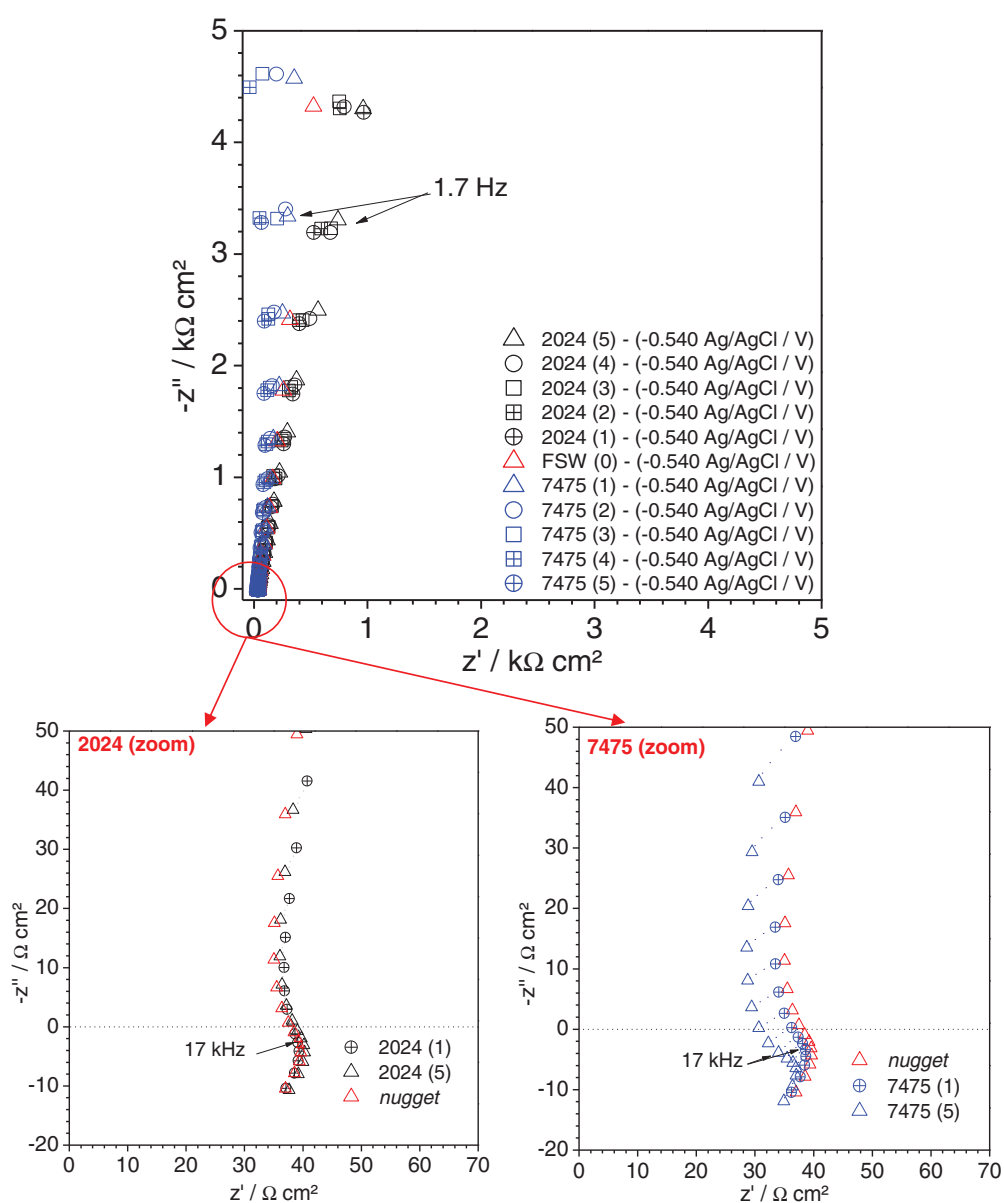 5
4
3
2
1
0
-z'' / kΩ cm²
1.7 Hz
2024 (5) - (-0.540 Ag/AgCl / V)
2024 (4) - (-0.540 Ag/AgCl / V)
2024 (3) - (-0.540 Ag/AgCl / V)
2024 (2) - (-0.540 Ag/AgCl / V)
2024 (1) - (-0.540 Ag/AgCl / V)
FSW (0) - (-0.540 Ag/AgCl / V)
7475 (1) - (-0.540 Ag/AgCl / V)
7475 (2) - (-0.540 Ag/AgCl / V)
7475 (3) - (-0.540 Ag/AgCl / V)
7475 (4) - (-0.540 Ag/AgCl / V)
7475 (5) - (-0.540 Ag/AgCl / V)
0 1 2 3 4 5
z' / kΩ cm²
2024 (zoom)
50
40
30
20
10
0
-10
-20
-z'' / Ω cm²
17 kHz
2024 (1)
2024 (5)
nugget
0 10 20 30 40 50 60 70
z' / Ω cm²
7475 (zoom)
50
40
30
20
10
0
-10
-20
-z'' / Ω cm²
17 kHz
nugget
7475 (1)
7475 (5)
0 10 20 30 40 50 60 70
z' / Ω cm²